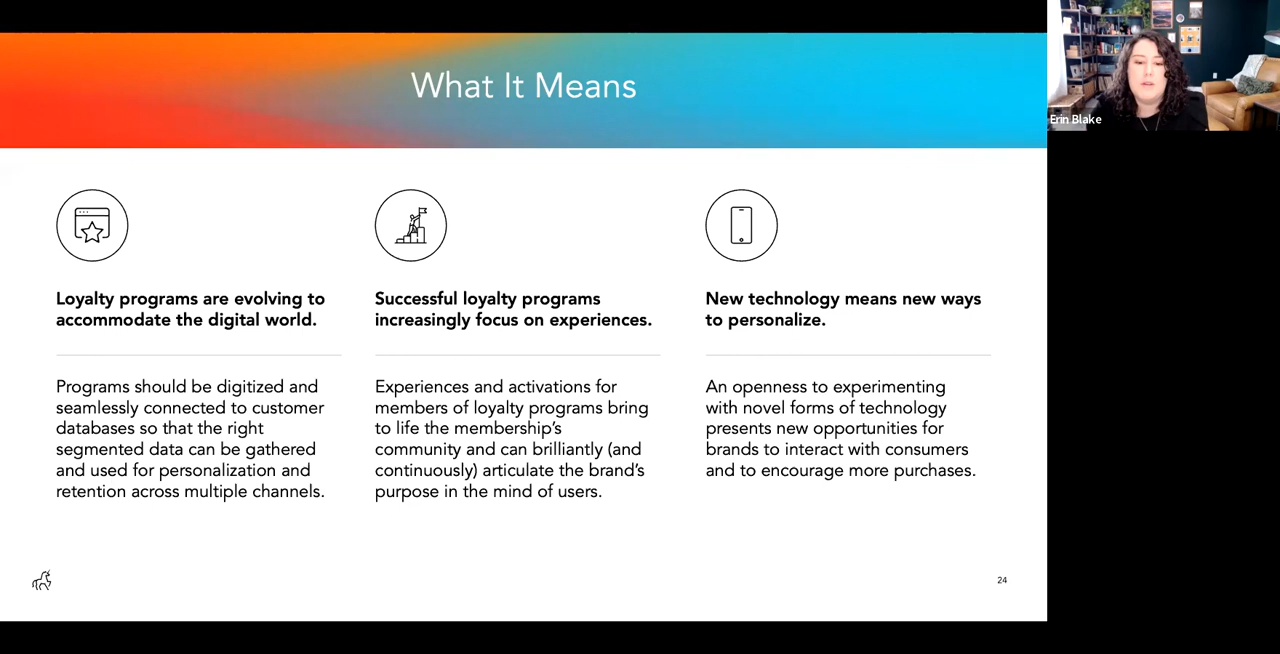 What It Means
Erin Blake
Loyalty programs are evolving to
accommodate the digital world.
Programs should be digitized and
seamlessly connected to customer
databases so that the right
segmented data can be gathered
and used for personalization and
retention across multiple channels.
Successful loyalty programs
increasingly focus on experiences.
Experiences and activations for
members of loyalty programs bring
to life the membership’s
community and can brilliantly (and
continuously) articulate the brand’s
purpose in the mind of users.
New technology means new ways
to personalize.
An openness to experimenting
with novel forms of technology
presents new opportunities for
brands to interact with consumers
and to encourage more purchases.
24